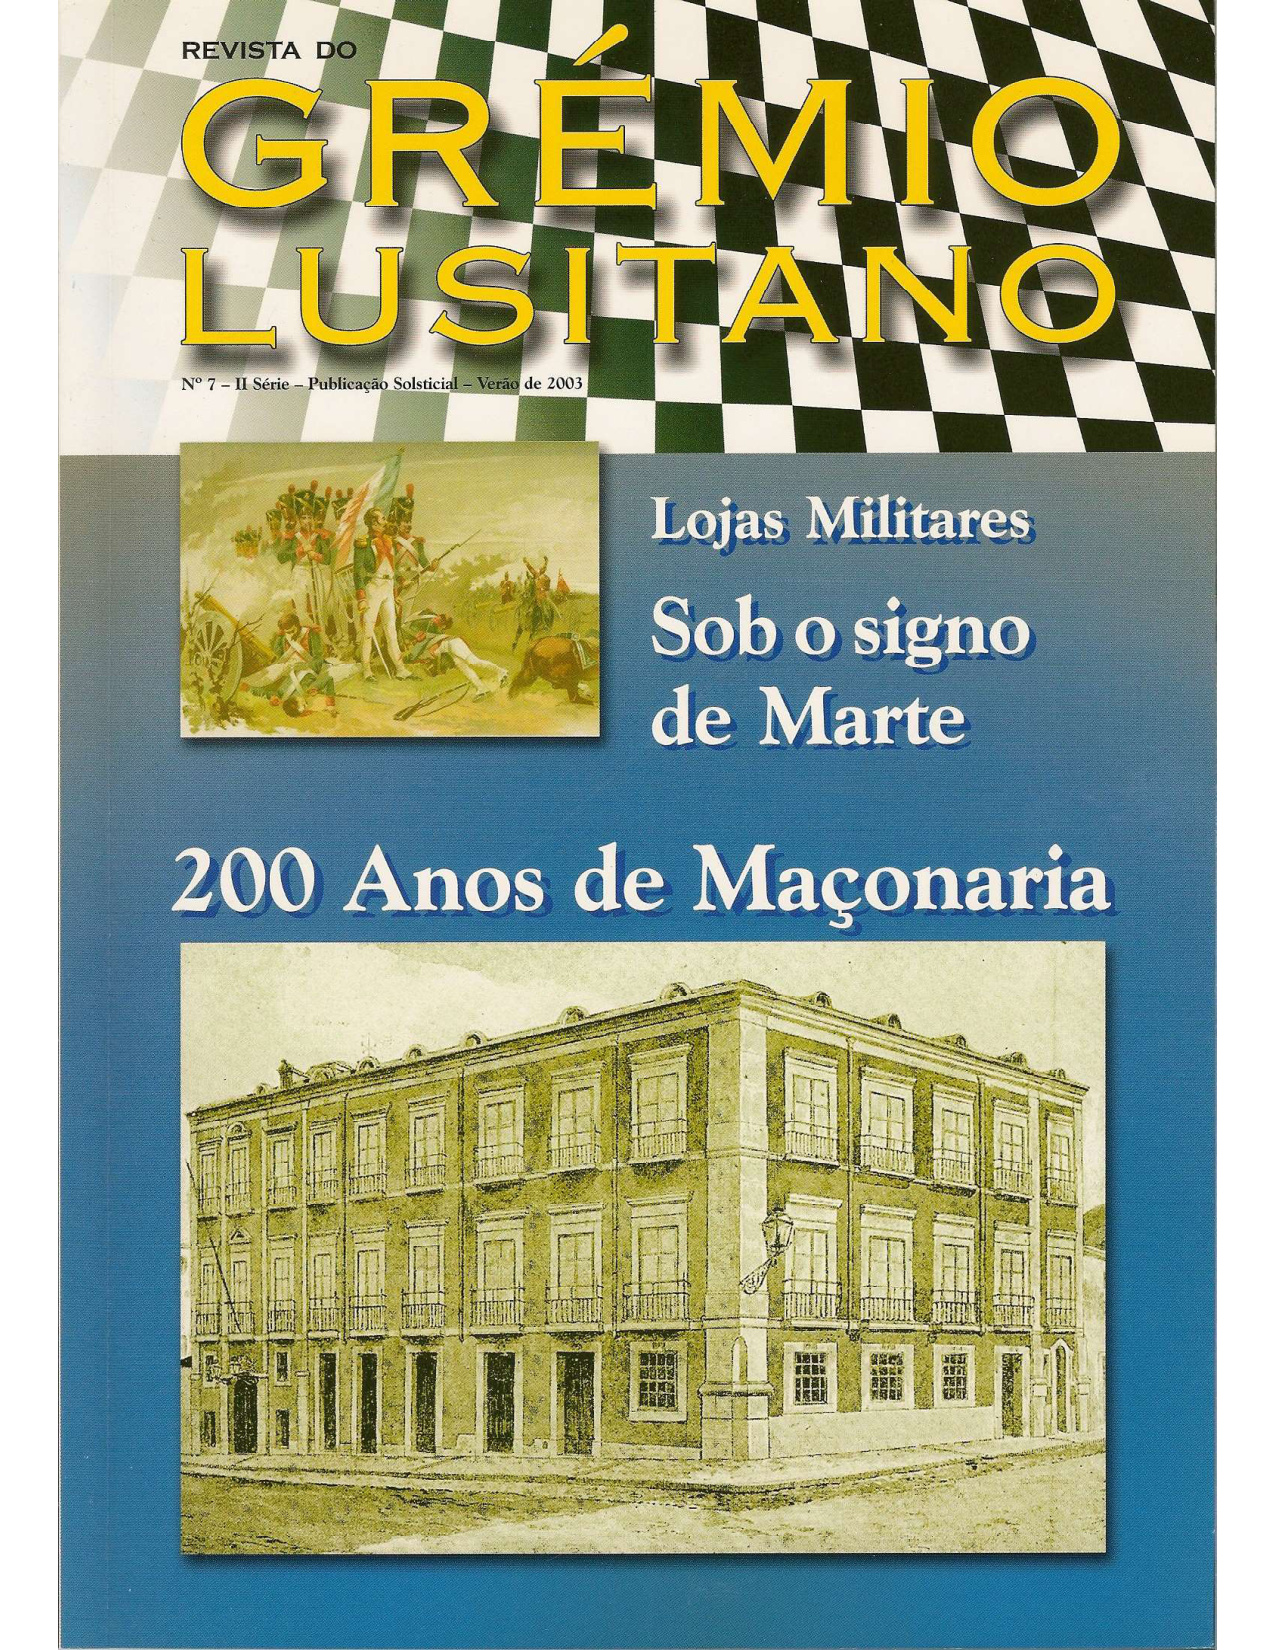 REVISTA DO
GRÉMIO
LUSITANO
Nº 7 – II Série – Publicação Solsticial – Verão de 2003
Lojas Militares
Sob o signo
de Marte
200 Anos de Maçonaria